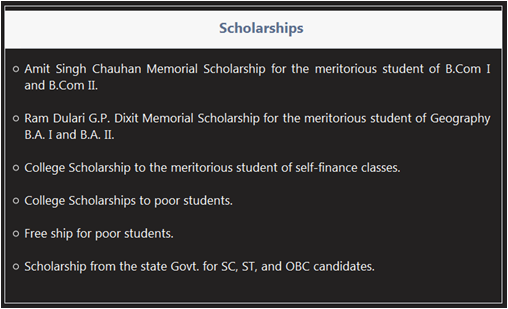 Scholarships
Amit Singh Chauhan Memorial Scholarship for the meritorious student of B.Com I
and B.Com II.
Ram Dulari G.P. Dixit Memorial Scholarship for the meritorious student of Geography
B.A. I and B.A. II.
College Scholarship to the meritorious student of self-finance classes.
College Scholarships to poor students.
Free ship for poor students.
Scholarship from the state Govt. for SC, ST, and OBC candidates.